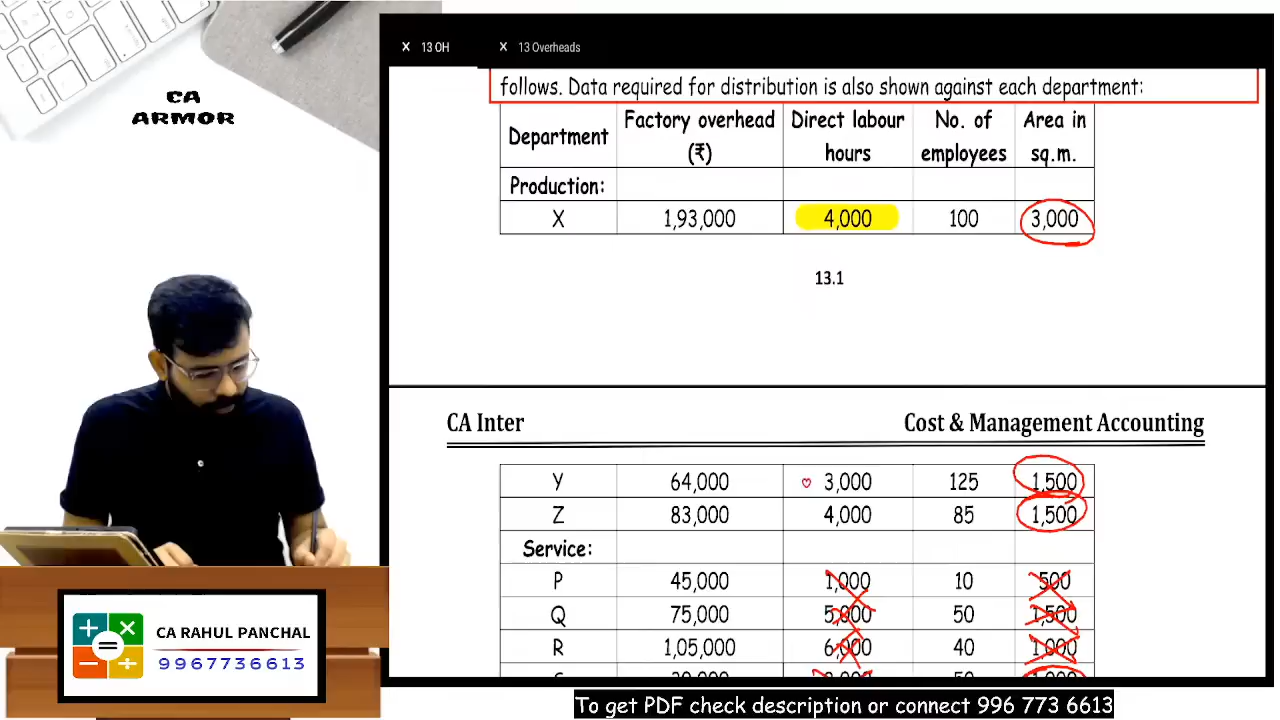 CA
ARMOR
× 13 OH × 13 Overheads
follows. Data required for distribution is also shown against each department:
Department Factory overhead (₹) Direct labour hours No. of employees Area in sq.m.
Production:
X 1,93,000 4,000 100 3,000
13.1
CA Inter Cost & Management Accounting
Y 64,000 3,000 125 1,500
Z 83,000 4,000 85 1,500
Service:
P 45,000 1,000 10 500
Q 75,000 5,000 50 1,500
R 1,05,000 6,000 40 1,000
CA RAHUL PANCHAL
9967736613
To get PDF check description or connect 996 773 6613